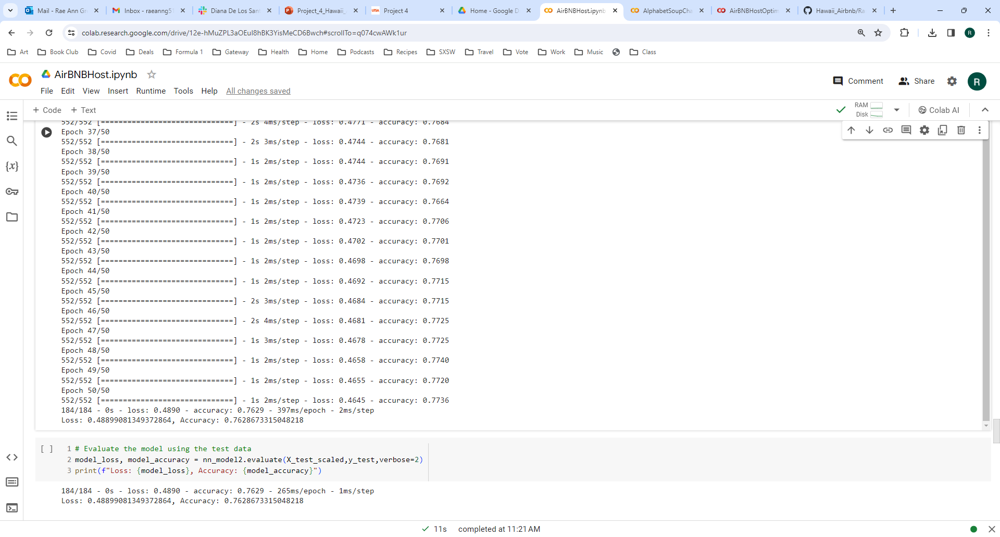 Mail - Rae Ann Gr
Inbox - raeanng5
Diana De Los Sant
Project_4_Hawaii_
UTSA Project 4
Home - Google D
AirBNBHost.ipynb
AlphabetSoupCha
AirBNBHostOptim
Hawaii_Airbnb/Ra
colab.research.google.com/drive/12e-hMuZPL3aOEuI8hBK3YisMeCD6Bwch#scrollTo=q074cwAWk1ur
R
Art Book Club Covid Deals Formula 1 Gateway Health Home Podcasts Recipes SXSW Travel Vote Work Music Class
AirBNBHost.ipynb
Comment Share R
File Edit View Insert Runtime Tools Help All changes saved
+ Code + Text
RAM
Disk
Colab AI
{x}
552/552 [==============================] - 2s 4ms/step - loss: 0.4771 - accuracy: 0.7684
Epoch 37/50
552/552 [==============================] - 2s 3ms/step - loss: 0.4744 - accuracy: 0.7681
Epoch 38/50
552/552 [==============================] - 1s 2ms/step - loss: 0.4744 - accuracy: 0.7691
Epoch 39/50
552/552 [==============================] - 1s 2ms/step - loss: 0.4736 - accuracy: 0.7692
Epoch 40/50
552/552 [==============================] - 1s 2ms/step - loss: 0.4739 - accuracy: 0.7664
Epoch 41/50
552/552 [==============================] - 1s 2ms/step - loss: 0.4723 - accuracy: 0.7706
Epoch 42/50
552/552 [==============================] - 1s 2ms/step - loss: 0.4702 - accuracy: 0.7701
Epoch 43/50
552/552 [==============================] - 1s 2ms/step - loss: 0.4698 - accuracy: 0.7698
Epoch 44/50
552/552 [==============================] - 1s 2ms/step - loss: 0.4692 - accuracy: 0.7715
Epoch 45/50
552/552 [==============================] - 2s 3ms/step - loss: 0.4684 - accuracy: 0.7715
Epoch 46/50
552/552 [==============================] - 2s 4ms/step - loss: 0.4681 - accuracy: 0.7725
Epoch 47/50
552/552 [==============================] - 1s 3ms/step - loss: 0.4678 - accuracy: 0.7725
Epoch 48/50
552/552 [==============================] - 1s 2ms/step - loss: 0.4658 - accuracy: 0.7740
Epoch 49/50
552/552 [==============================] - 1s 2ms/step - loss: 0.4655 - accuracy: 0.7720
Epoch 50/50
552/552 [==============================] - 1s 2ms/step - loss: 0.4645 - accuracy: 0.7736
184/184 - 0s - loss: 0.4890 - accuracy: 0.7629 - 397ms/epoch - 2ms/step
Loss: 0.48899081349372864, Accuracy: 0.7628673315048218
[ ] 1 # Evaluate the model using the test data
2 model_loss, model_accuracy = nn_model2.evaluate(X_test_scaled,y_test,verbose=2)
3 print(f"Loss: {model_loss}, Accuracy: {model_accuracy}")
184/184 - 0s - loss: 0.4890 - accuracy: 0.7629 - 265ms/epoch - 1ms/step
Loss: 0.48899081349372864, Accuracy: 0.7628673315048218
11s completed at 11:21 AM